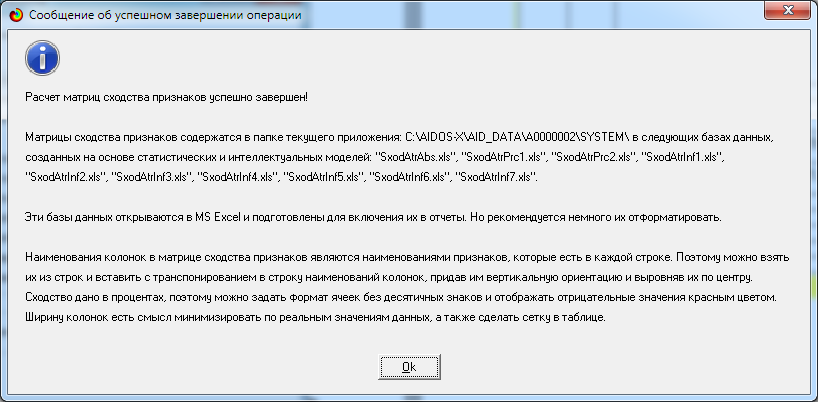 Сообщение об успешном завершении операции
Расчет матриц сходства признаков успешно завершен!
Матрицы сходства признаков содержатся в папке текущего приложения: C:\AIDOS-X\AID_DATA\A0000002\SYSTEM\ в следующих базах данных,
созданных на основе статистических и интеллектуальных моделей: "SxodAtrAbs.xls", "SxodAtrPrc1.xls", "SxodAtrPrc2.xls", "SxodAtrInf1.xls",
"SxodAtrInf2.xls", "SxodAtrInf3.xls", "SxodAtrInf4.xls", "SxodAtrInf5.xls", "SxodAtrInf6.xls", "SxodAtrInf7.xls".
Эти базы данных открываются в MS Excel и подготовлены для включения их в отчеты. Но рекомендуется немного их отформатировать.
Наименования колонок в матрице сходства признаков являются наименованиями признаков, которые есть в каждой строке. Поэтому можно взять
их из строк и вставить с транспонированием в строку наименований колонок, придав им вертикальную ориентацию и выровняв их по центру.
Сходство дано в процентах, поэтому можно задать формат ячеек без десятичных знаков и отображать отрицательные значения красным цветом.
Ширину колонок есть смысл минимизировать по реальным значениям данных, а также сделать сетку в таблице.
Ok